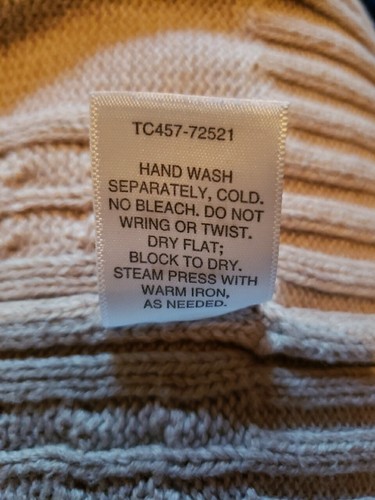 TC457-72521
HAND WASH
SEPARATELY, COLD.
NO BLEACH. DO NOT
WRING OR TWIST.
DRY FLAT;
BLOCK TO DRY.
STEAM PRESS WITH
WARM IRON,
AS NEEDED.